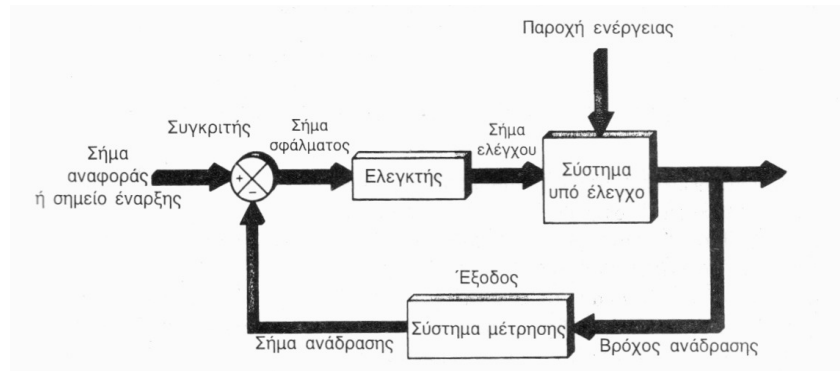 Παροχή ενέργειας
Συγκριτής
Σήμα
σφάλματος
Σήμα
ελέγχου
Σήμα
αναφοράς
ή σημείο έναρξης
+
−
Ελεγκτής
Σύστημα
υπό έλεγχο
Έξοδος
Σύστημα μέτρησης
Σήμα ανάδρασης
Βρόχος ανάδρασης